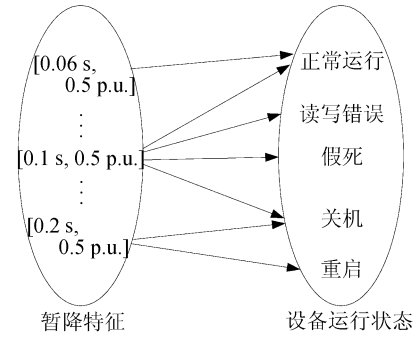 [0.06 s,
0.5 p.u.]
⋮
[0.1 s, 0.5 p.u.]
⋮
[0.2 s,
0.5 p.u.]
暂降特征
正常运行
读写错误
假死
关机
重启
设备运行状态